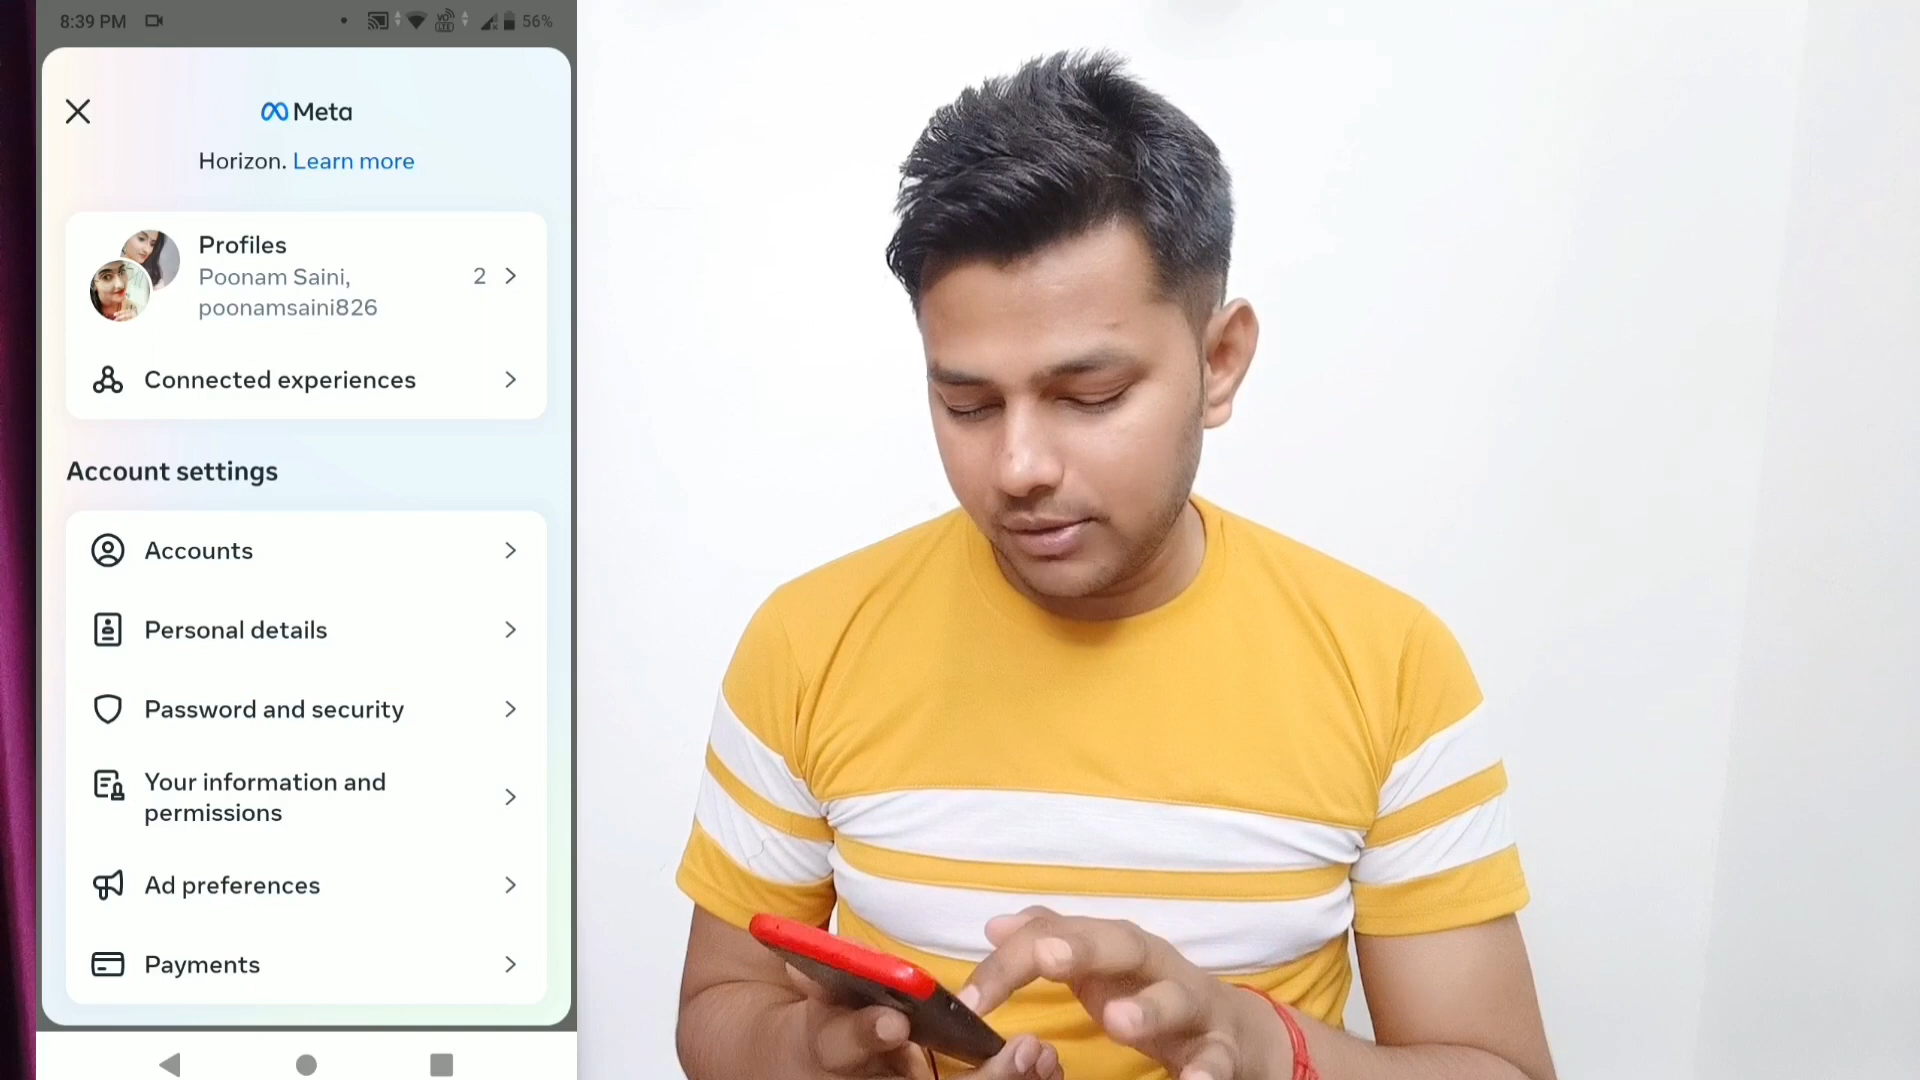 8:39 PM
56%
Meta
Horizon. Learn more
Profiles
Poonam Saini,
poonamsaini826
2
Connected experiences
Account settings
Accounts
Personal details
Password and security
Your information and
permissions
Ad preferences
Payments